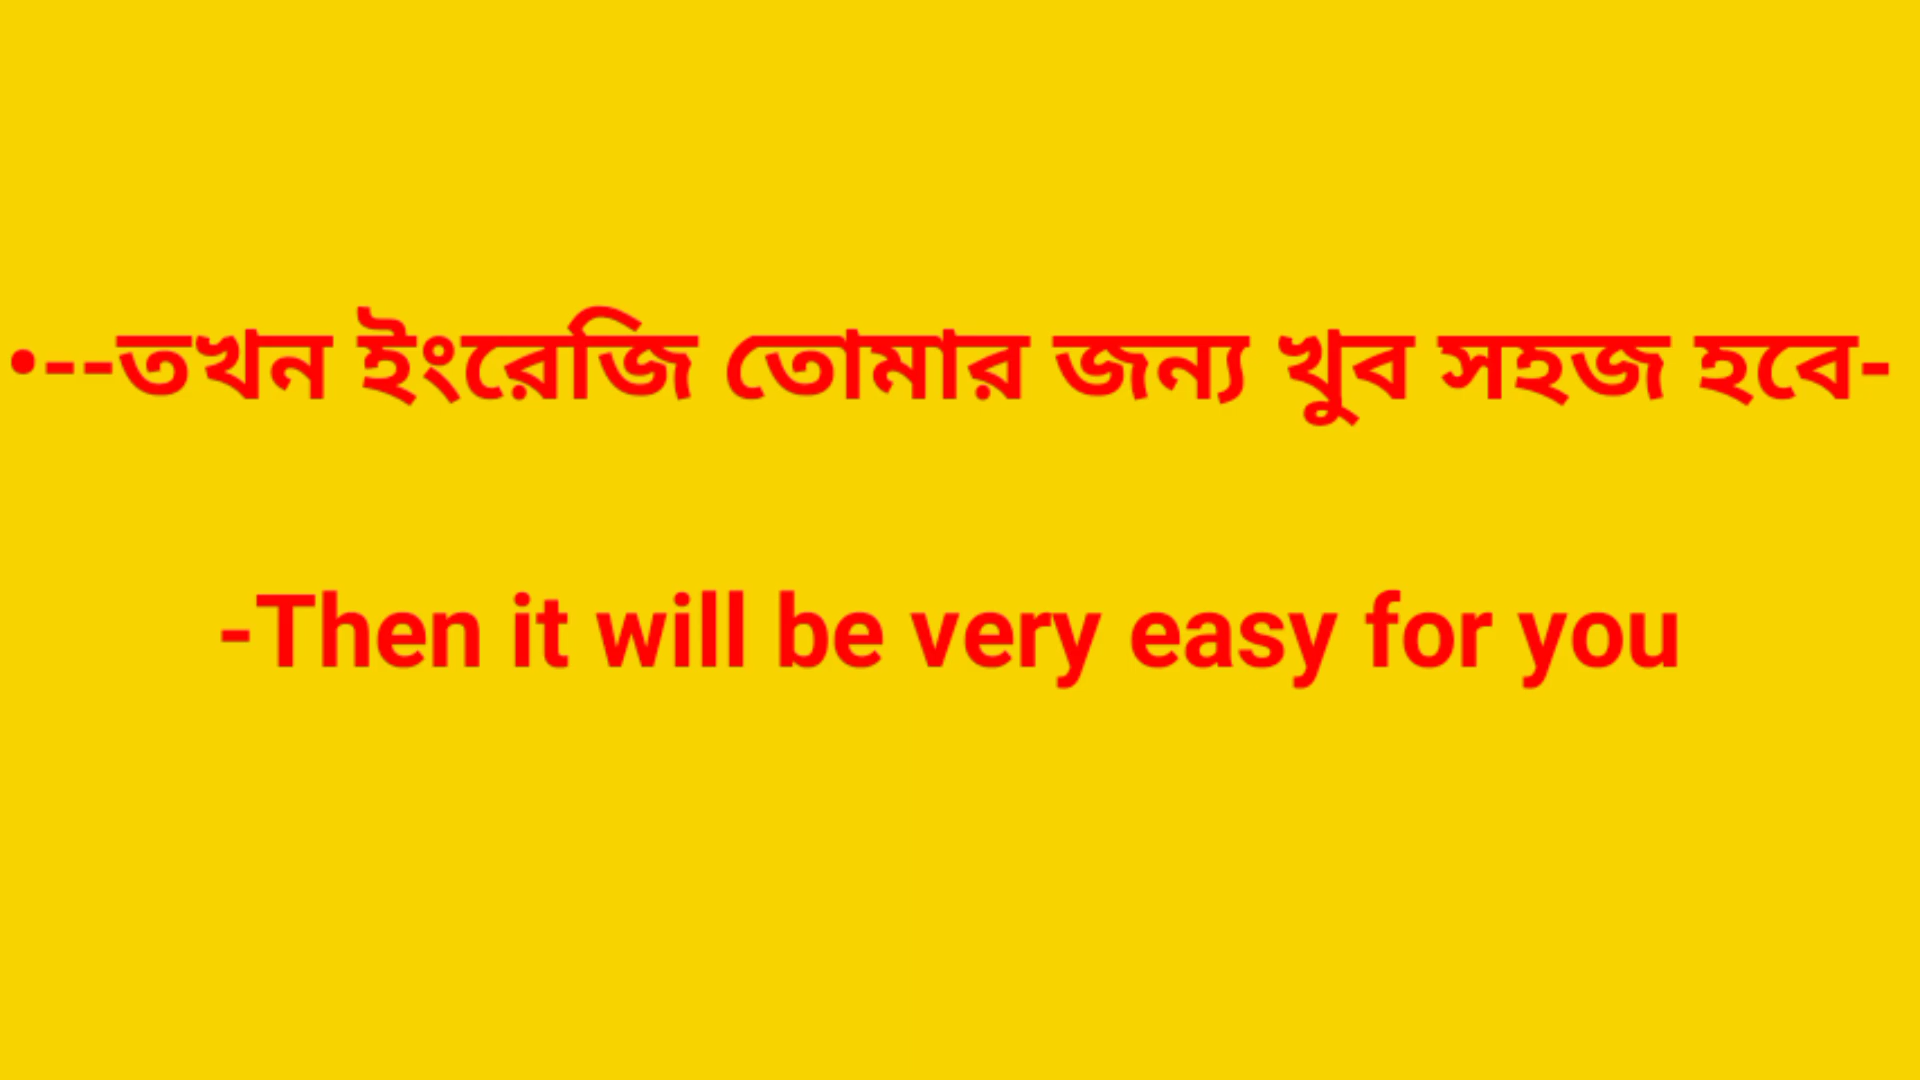 •--তখন ইংরেজি তোমার জন্য খুব সহজ হবে-
-Then it will be very easy for you